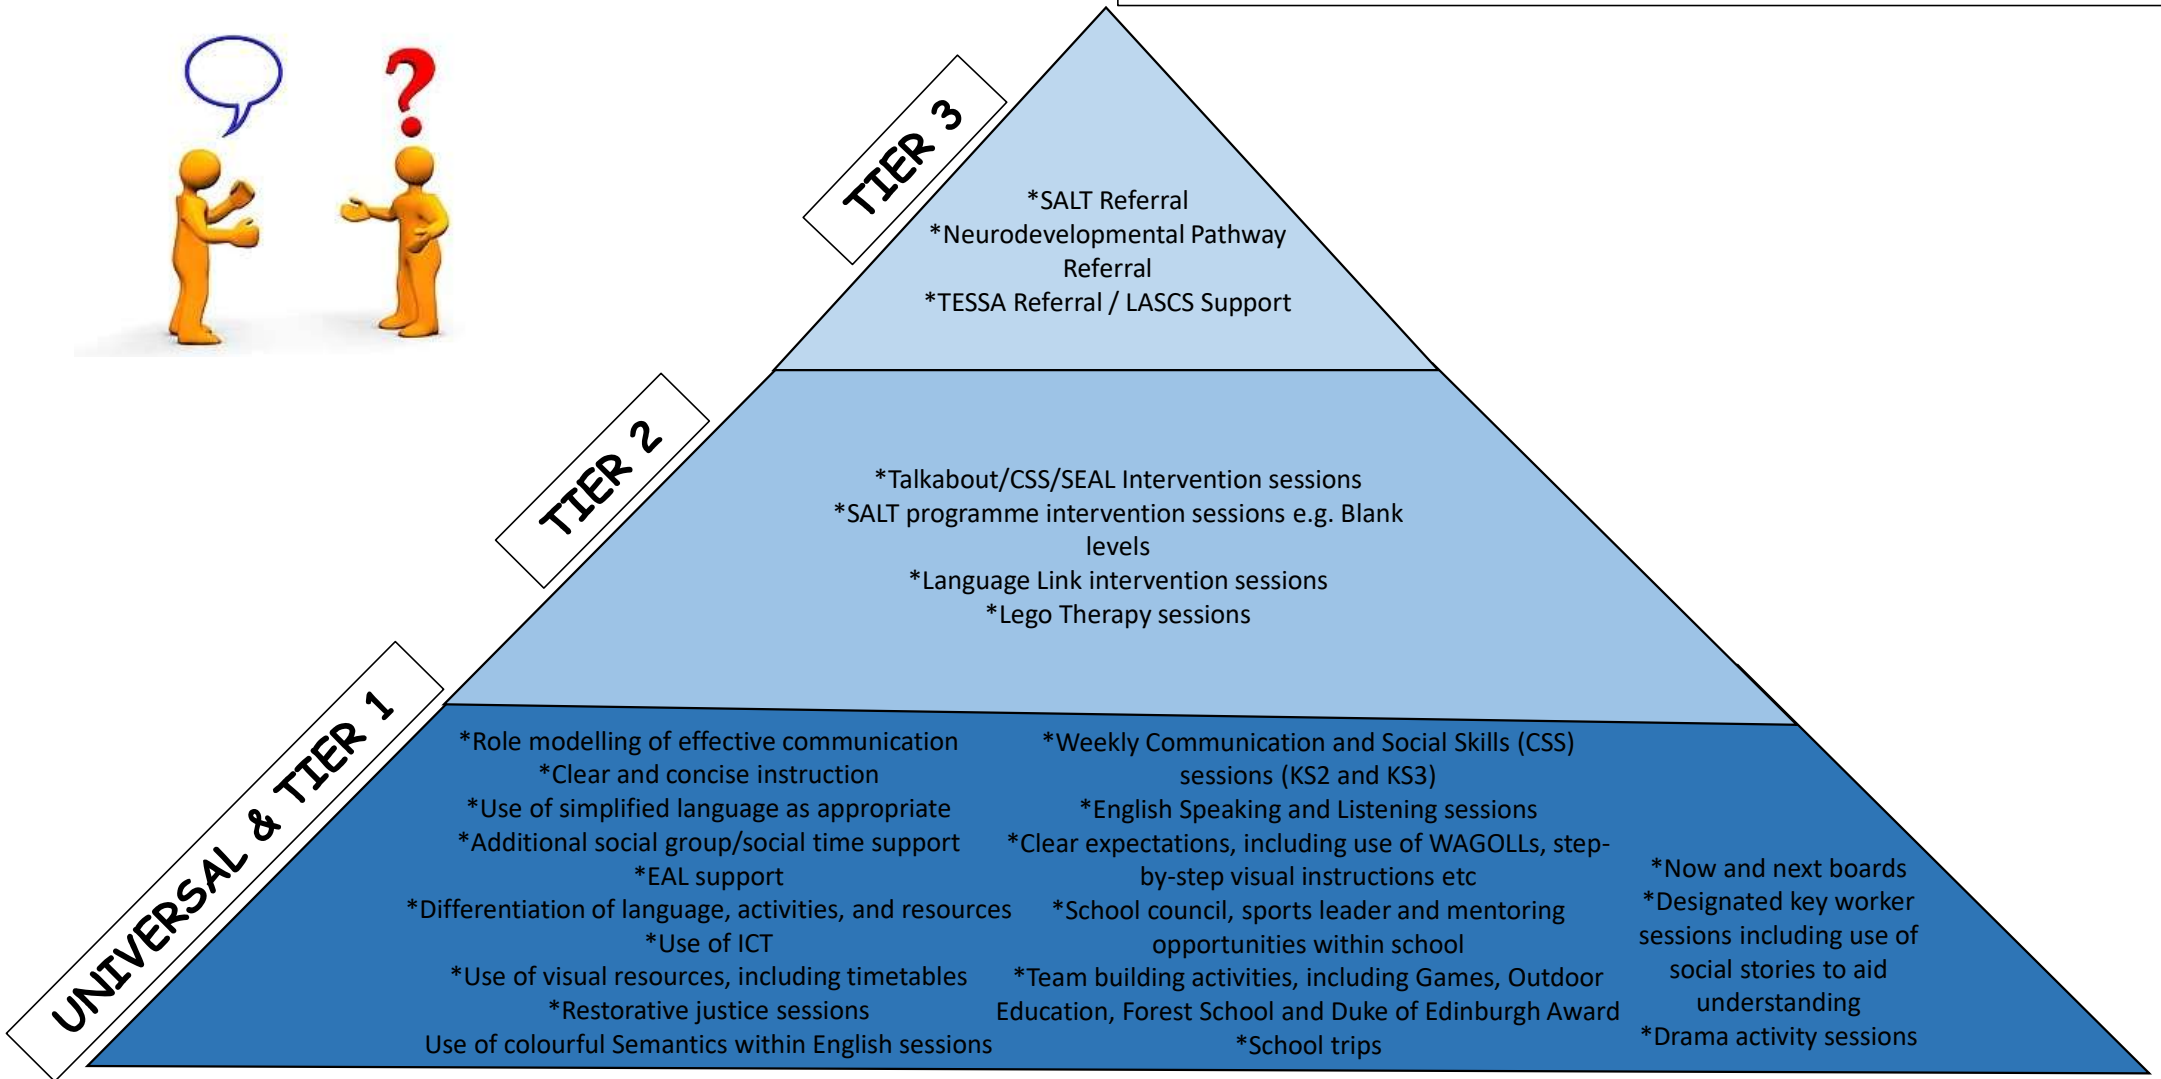 ?
TIER 3
*SALT Referral
*Neurodevelopmental Pathway
Referral
*TESSA Referral / LASCS Support
TIER 2
*Talkabout/CSS/SEAL Intervention sessions
*SALT programme intervention sessions e.g. Blank
levels
*Language Link intervention sessions
*Lego Therapy sessions
UNIVERSAL & TIER 1
*Role modelling of effective communication
*Clear and concise instruction
*Use of simplified language as appropriate
*Additional social group/social time support
*EAL support
*Differentiation of language, activities, and resources
*Use of ICT
*Use of visual resources, including timetables
*Restorative justice sessions
Use of colourful Semantics within English sessions
*Weekly Communication and Social Skills (CSS)
sessions (KS2 and KS3)
*English Speaking and Listening sessions
*Clear expectations, including use of WAGOLLs, step-
by-step visual instructions etc
*School council, sports leader and mentoring
opportunities within school
*Team building activities, including Games, Outdoor
Education, Forest School and Duke of Edinburgh Award
*School trips
*Now and next boards
*Designated key worker
sessions including use of
social stories to aid
understanding
*Drama activity sessions